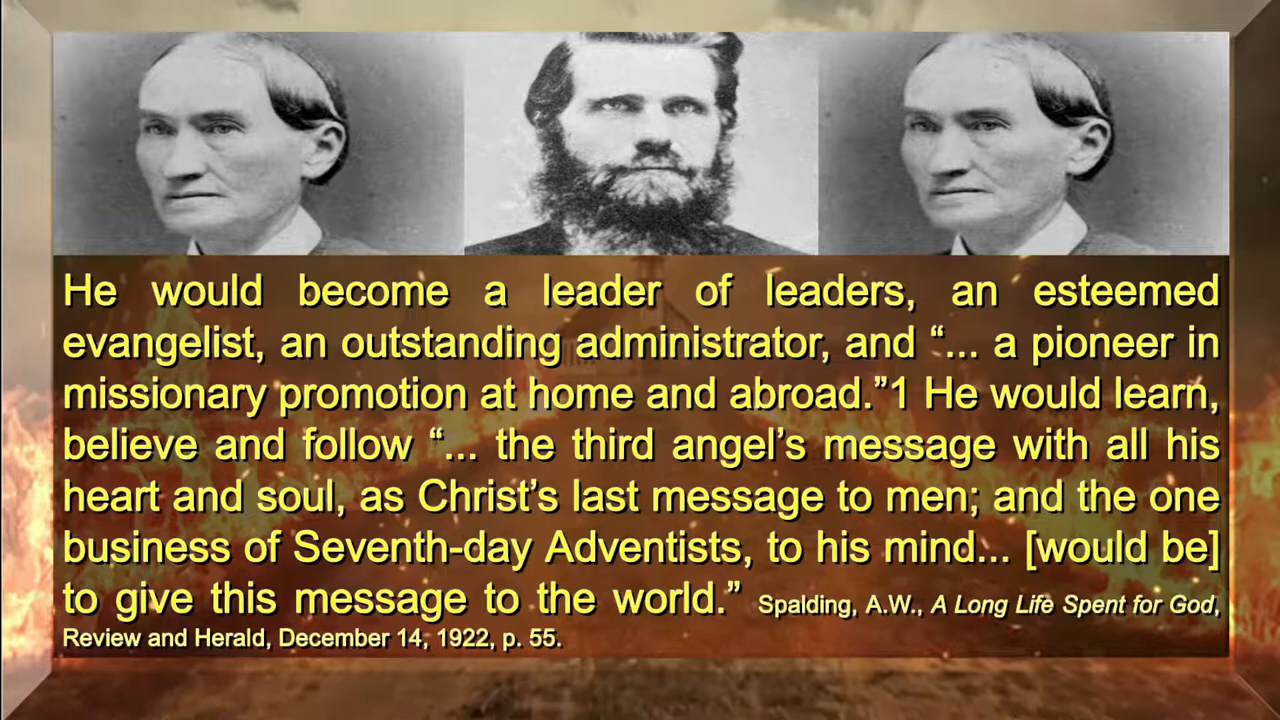 He would become a leader of leaders, an esteemed
evangelist, an outstanding administrator, and “... a pioneer in
missionary promotion at home and abroad.”1 He would learn,
believe and follow “... the third angel’s message with all his
heart and soul, as Christ’s last message to men; and the one
business of Seventh-day Adventists, to his mind... [would be]
to give this message to the world.” Spalding, A.W., A Long Life Spent for God,
Review and Herald, December 14, 1922, p. 55.